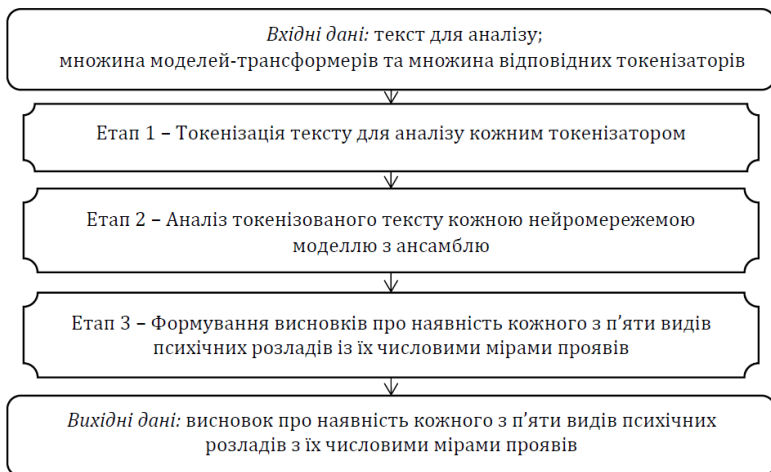 Вхідні дані: текст для аналізу;
множина моделей-трансформерів та множина відповідних токенізаторів
Етап 1 – Токенізація тексту для аналізу кожним токенізатором
Етап 2 – Аналіз токенізованого тексту кожною нейромережемою
моделлю з ансамблю
Етап 3 – Формування висновків про наявність кожного з п’яти видів
психічних розладів із їх числовими мірами проявів
Вихідні дані: висновок про наявність кожного з п’яти видів психічних
розладів з їх числовими мірами проявів